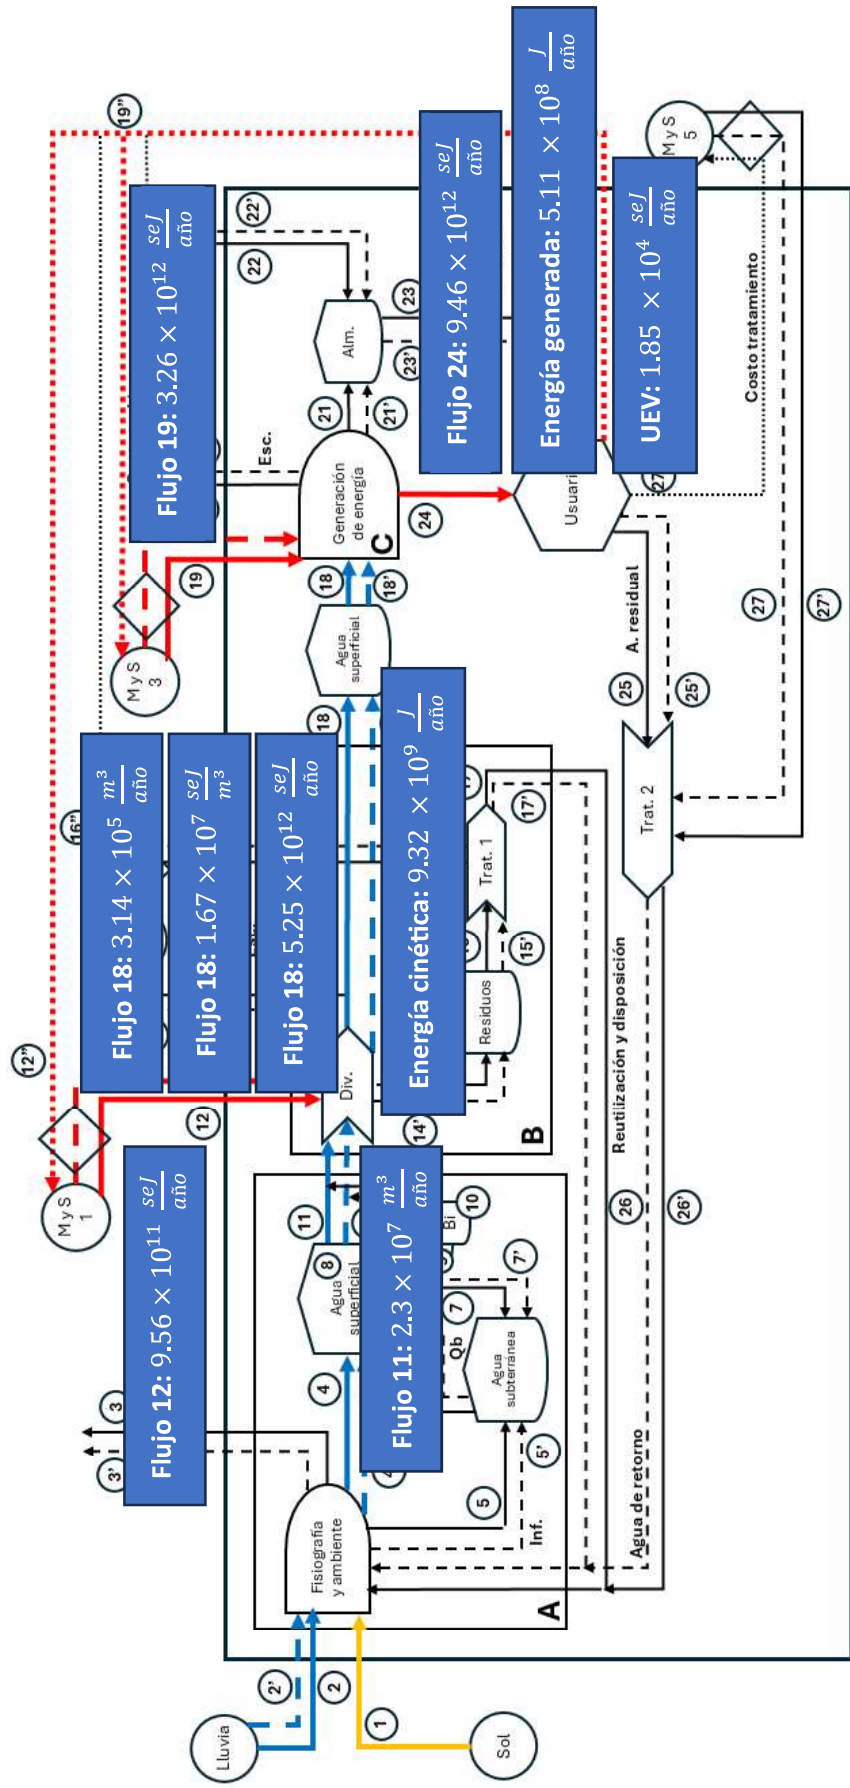 Lluvia
Sol
2'
2
1
A
Fisiografía
y ambiente
3'
3
4
5
5'
Inf.
Agua de retorno
Agua
subterránea
Qb
7
7'
Agua
superficial
8
10
Bi
11
Flujo 11: 2.3 × 10⁷ m³/año
Flujo 12: 9.56 × 10¹¹ seJ/año
M y S
1
12"
12
B
Div.
14'
Residuos
15'
Trat. 1
17'
16"
Flujo 18: 3.14 × 10⁵ m³/año
Flujo 18: 1.67 × 10⁷ seJ/m³
Flujo 18: 5.25 × 10¹² seJ/año
Energía cinética: 9.32 × 10⁹ J/año
18
Agua
superficial
18
18'
M y S
3
19
19"
Flujo 19: 3.26 × 10¹² seJ/año
C
Generación
de energía
Esc.
21
21'
22
22'
Alm.
23
23'
24
Flujo 24: 9.46 × 10¹² seJ/año
Energía generada: 5.11 × 10⁸ J/año
UEV: 1.85 × 10⁴ seJ/año
Usuari
M y S
5
Costo tratamiento
A. residual
25
25'
27
27'
Trat. 2
Reutilización y disposición
26
26'